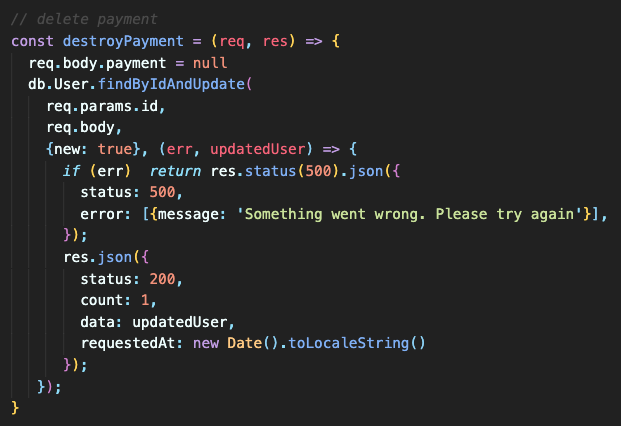 // delete payment
const destroyPayment = (req, res) => {
  req.body.payment = null
  db.User.findByIdAndUpdate(
    req.params.id,
    req.body,
    {new: true}, (err, updatedUser) => {
      if (err)  return res.status(500).json({
        status: 500,
        error: [{message: 'Something went wrong. Please try again'}],
      });
      res.json({
        status: 200,
        count: 1,
        data: updatedUser,
        requestedAt: new Date().toLocaleString()
      });
   });
}